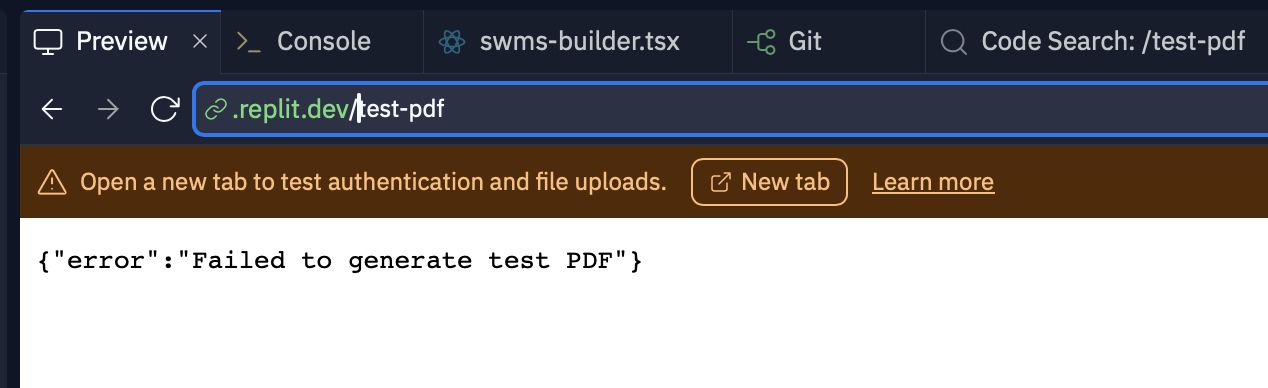 Preview Console swms-builder.tsx Git Code Search: /test-pdf
.replit.dev/test-pdf
Open a new tab to test authentication and file uploads. New tab Learn more
{"error":"Failed to generate test PDF"}